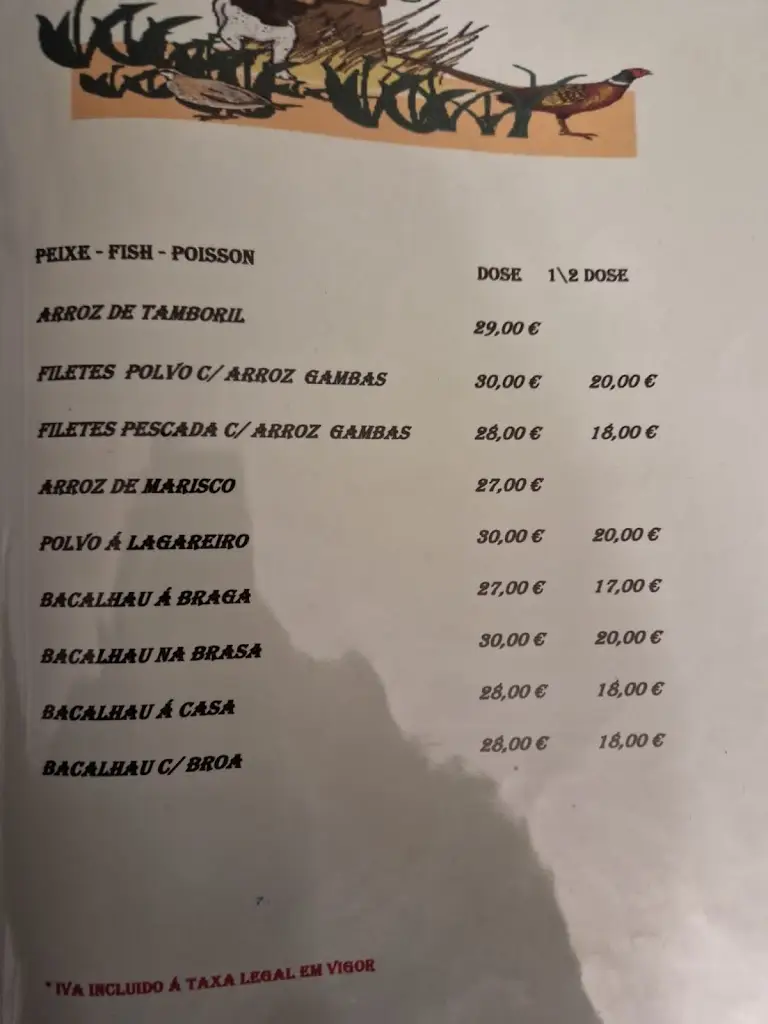 PEIXE - FISH - POISSON
DOSE 1\2 DOSE
ARROZ DE TAMBORIL 29,00 €
FILETES POLVO C/ ARROZ GAMBAS 30,00 € 20,00 €
FILETES PESCADA C/ ARROZ GAMBAS 28,00 € 18,00 €
ARROZ DE MARISCO 27,00 €
POLVO Á LAGAREIRO 30,00 € 20,00 €
BACALHAU Á BRAGA 27,00 € 17,00 €
BACALHAU NA BRASA 30,00 € 20,00 €
BACALHAU Á CASA 28,00 € 18,00 €
BACALHAU C/ BROA 28,00 € 18,00 €
* IVA INCLUIDO Á TAXA LEGAL EM VIGOR